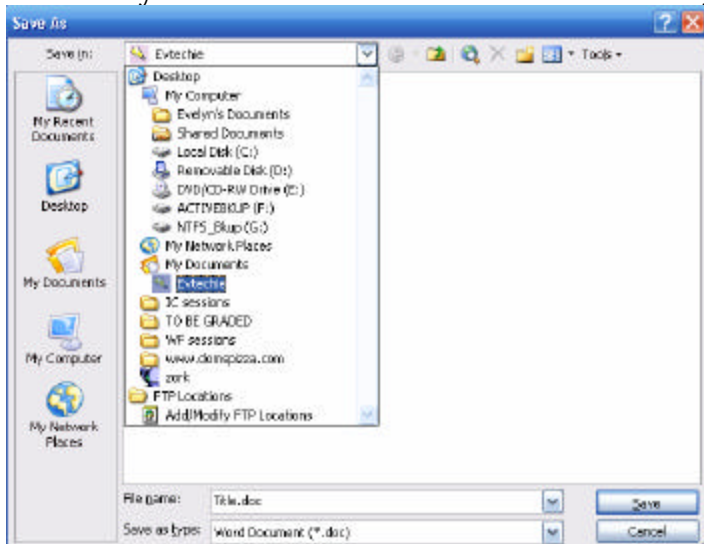 Save As
Save in:
Evtechie
Tools
My Recent
Documents
Desktop
My Documents
My Computer
My Network
Places
Desktop
My Computer
Evelyn's Documents
Shared Documents
Local Disk (C:)
Removable Disk (D:)
DVD/CD-RW Drive (E:)
ACTIVEBKUP (F:)
NTFS_Bkup (G:)
My Network Places
My Documents
Evtechie
IC sessions
TO BE GRADED
WF sessions
www.domspizza.com
zork
FTP Locations
Add/Modify FTP Locations
File name:
Title.doc
Save
Save as type:
Word Document (*.doc)
Cancel